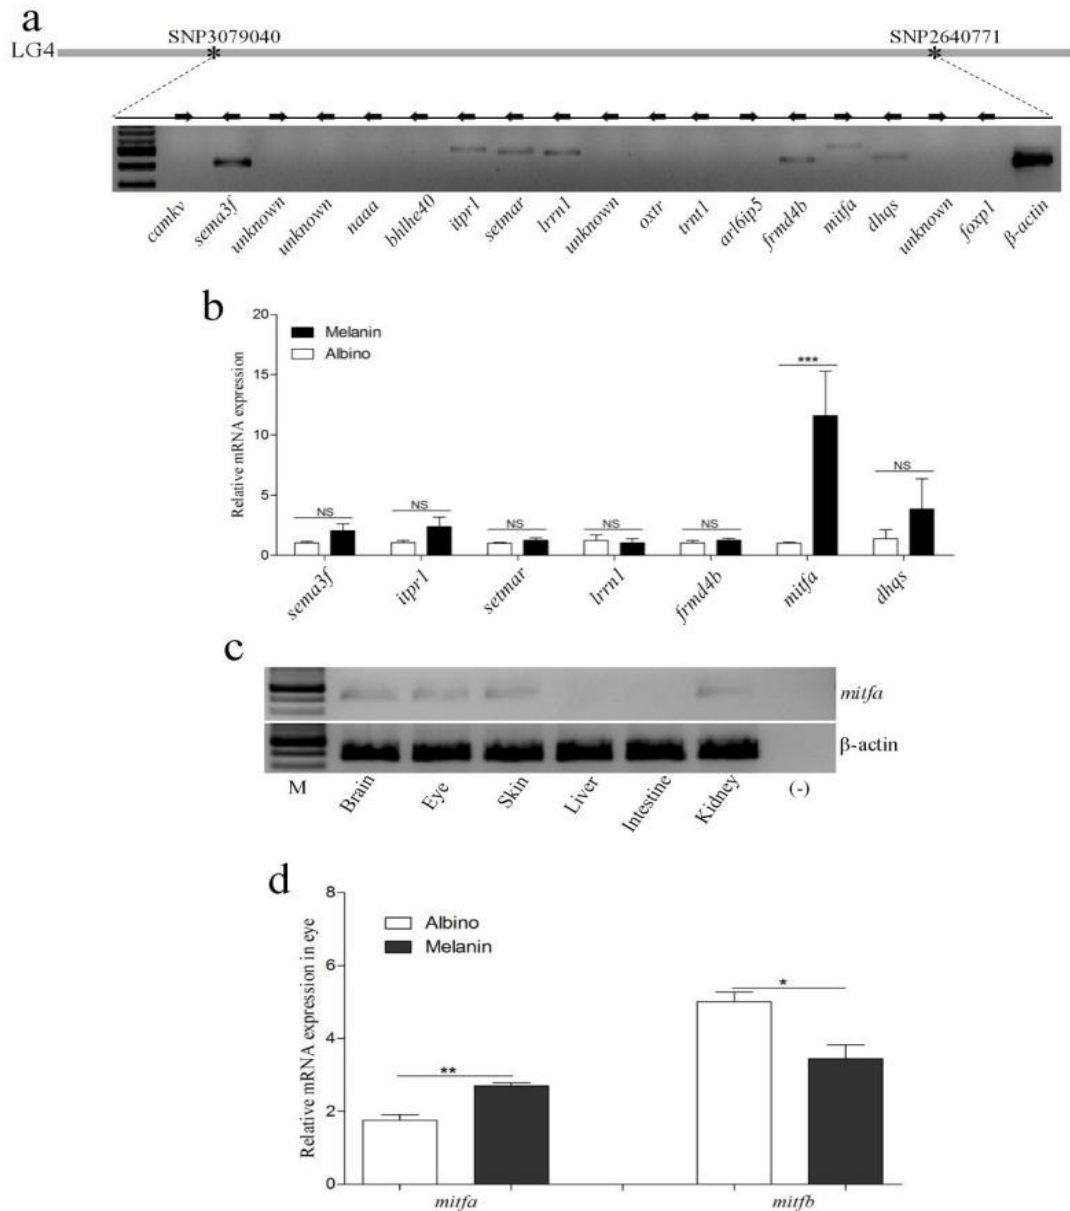 a
SNP3079040 SNP2640771
LG4
camkv sema3f unknown unknown naaa bhlhe40 itpr1 setmar lrrn1 unknown oxtr trnt1 arl6ip5 frmd4b mitfa dhqs unknown foxp1 β-actin
b
20
15
10
5
0
Relative mRNA expression
Melanin
Albino
NS NS NS NS NS *** NS
sema3f itpr1 setmar lrrn1 frmd4b mitfa dhqs
c
mitfa
β-actin
M Brain Eye Skin Liver Intestine Kidney (-)
d
8
6
4
2
0
Relative mRNA expression in eye
Albino
Melanin
** *
mitfa mitfb